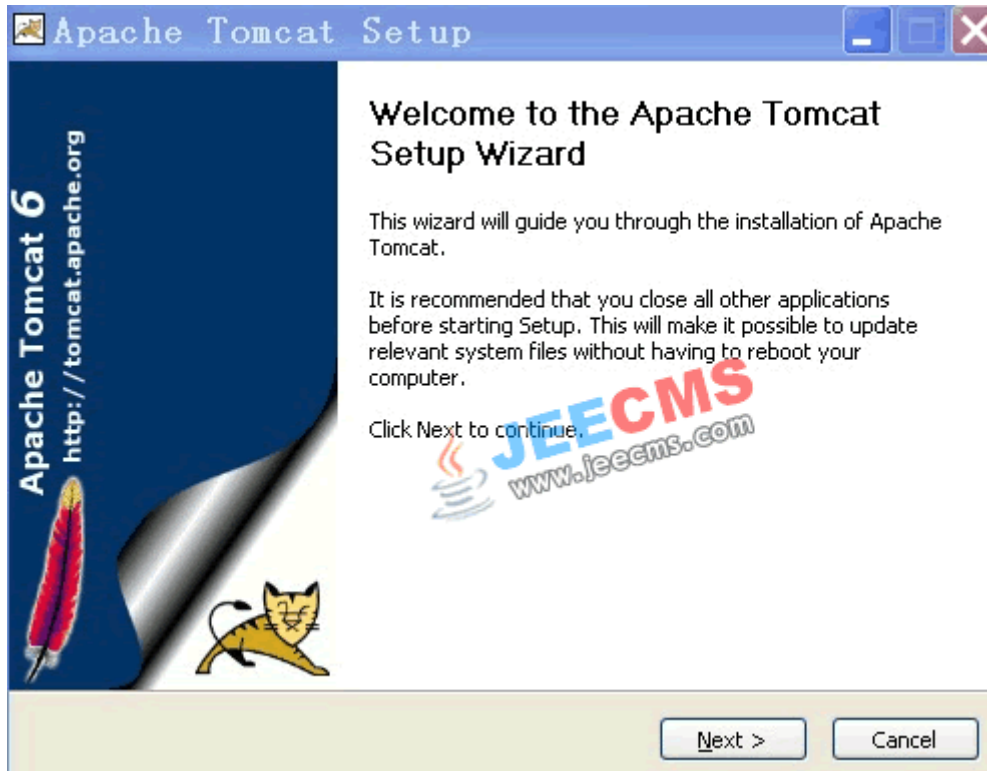 Apache Tomcat Setup
Apache Tomcat 6
http://tomcat.apache.org
Welcome to the Apache Tomcat
Setup Wizard
This wizard will guide you through the installation of Apache
Tomcat.
It is recommended that you close all other applications
before starting Setup. This will make it possible to update
relevant system files without having to reboot your
computer.
Click Next to continue.
JEECMS
www.jeecms.com
Next >
Cancel